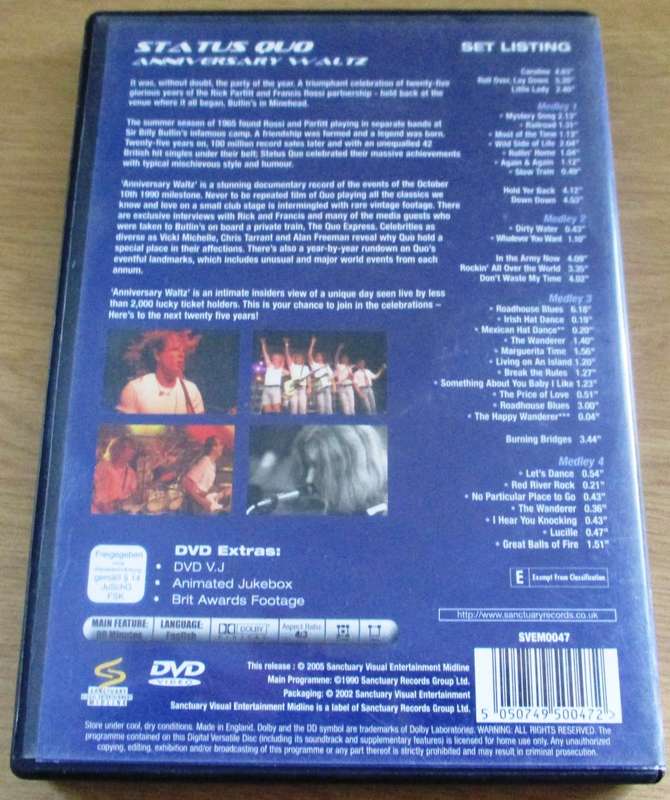 STATUS QUO
ANNIVERSARY WALTZ
It was, without doubt, the party of the year. A triumphant celebration of twenty-five
glorious years of the Rick Parfitt and Francis Rossi partnership - held back at the
venue where it all began, Butlin's in Minehead.
The summer season of 1965 found Rossi and Parfitt playing in separate bands at
Sir Billy Butlin's infamous camp. A friendship was formed and a legend was born.
Twenty-five years on, 100 million record sales later and with an unequalled 42
British hit singles under their belt; Status Quo celebrated their massive achievements
with typical mischievous style and humour.
'Anniversary Waltz' is a stunning documentary record of the events of the October
10th 1990 milestone. Never to be repeated film of Quo playing all the classics we
know and love on a small club stage is intermingled with rare vintage footage. There
are exclusive interviews with Rick and Francis and many of the media guests who
were taken to Butlin's on board a private train, The Quo Express. Celebrities as
diverse as Vicki Michelle, Chris Tarrant and Alan Freeman reveal why Quo hold a
special place in their affections. There's also a year-by-year rundown on Quo's
eventful landmarks, which includes unusual and major world events from each
annum.
'Anniversary Waltz' is an intimate insiders view of a unique day seen live by less
than 2,000 lucky ticket holders. This is your chance to join in the celebrations –
Here's to the next twenty five years!
SET LISTING
Caroline
Roll Over, Lay Down
Little Lady 2.40"
Medley 1
• Mystery Song 2.13"
• Railroad 1.31"
• Most of the Time 1.13"
• Wild Side of Life 2.04"
• Rollin' Home 1.04"
• Again & Again 1.12"
• Slow Train 0.49"
Hold Yer Back 4.12"
Down Down 4.53"
Medley 2
• Dirty Water 0.43"
• Whatever You Want 1.10"
In the Army Now 4.09"
Rockin' All Over the World 3.35"
Don't Waste My Time 4.02"
Medley 3
• Roadhouse Blues 6.18"
• Irish Hat Dance 0.19"
• Mexican Hat Dance** 0.20"
• The Wanderer 1.40"
• Marguerita Time 1.56"
• Living on An Island 1.20"
• Break the Rules 1.27"
• Something About You Baby I Like 1.23"
• The Price of Love 0.51"
• Roadhouse Blues 3.00"
• The Happy Wanderer*** 0.04"
Burning Bridges 3.44"
Medley 4
• Let's Dance 0.54"
• Red River Rock 0.21"
• No Particular Place to Go 0.43"
• The Wanderer 0.36"
• I Hear You Knocking 0.43"
• Lucille 0.47"
• Great Balls of Fire 1.51"
Freigegeben
gemäß § 14
JuSchG
FSK
DVD Extras:
• DVD V.J
• Animated Jukebox
• Brit Awards Footage
E Exempt from Classification
http://www.sanctuaryrecords.co.uk
MAIN FEATURE:
Minutes
LANGUAGE:
English
DOLBY
Aspect Ratio
4:3
SVEM0047
SANCTUARY
MIDLINE
DVD
VIDEO
This release : © 2005 Sanctuary Visual Entertainment Midline
Main Programme: ©1990 Sanctuary Records Group Ltd.
Packaging: © 2002 Sanctuary Visual Entertainment
Sanctuary Visual Entertainment Midline is a label of Sanctuary Records Group Ltd.
5 050749 500472
Store under cool, dry conditions. Made in England. Dolby and the DD symbol are trademarks of Dolby Laboratories. WARNING: ALL RIGHTS RESERVED. The
programme contained on this Digital Versatile Disc (including its soundtrack and supplementary features) is licensed for home use only. Any unauthorized
copying, editing, exhibition and/or broadcasting of this programme or any part thereof is strictly prohibited and may result in criminal prosecution.